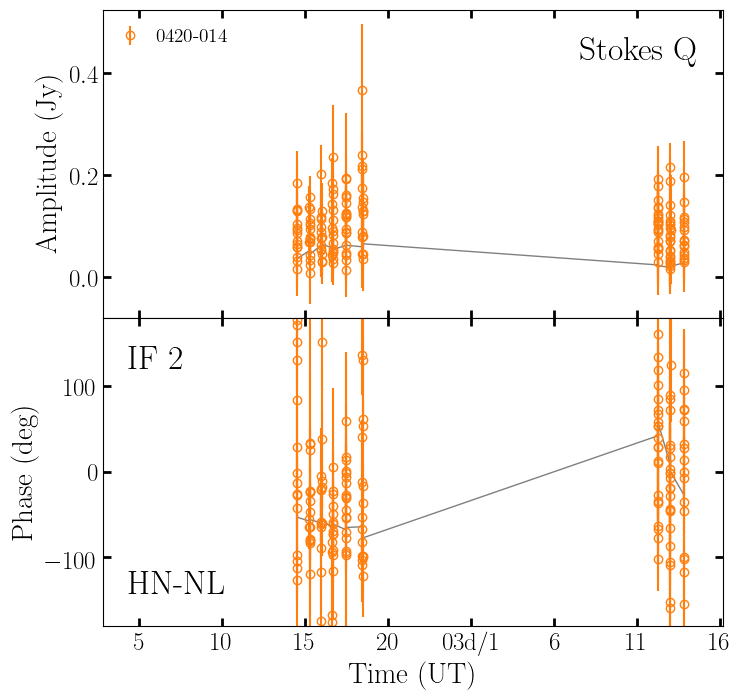 0420-014
Stokes Q
Amplitude (Jy)
0.4
0.2
0.0
IF 2
Phase (deg)
100
0
−100
HN-NL
5 10 15 20 03d/1 6 11 16
Time (UT)